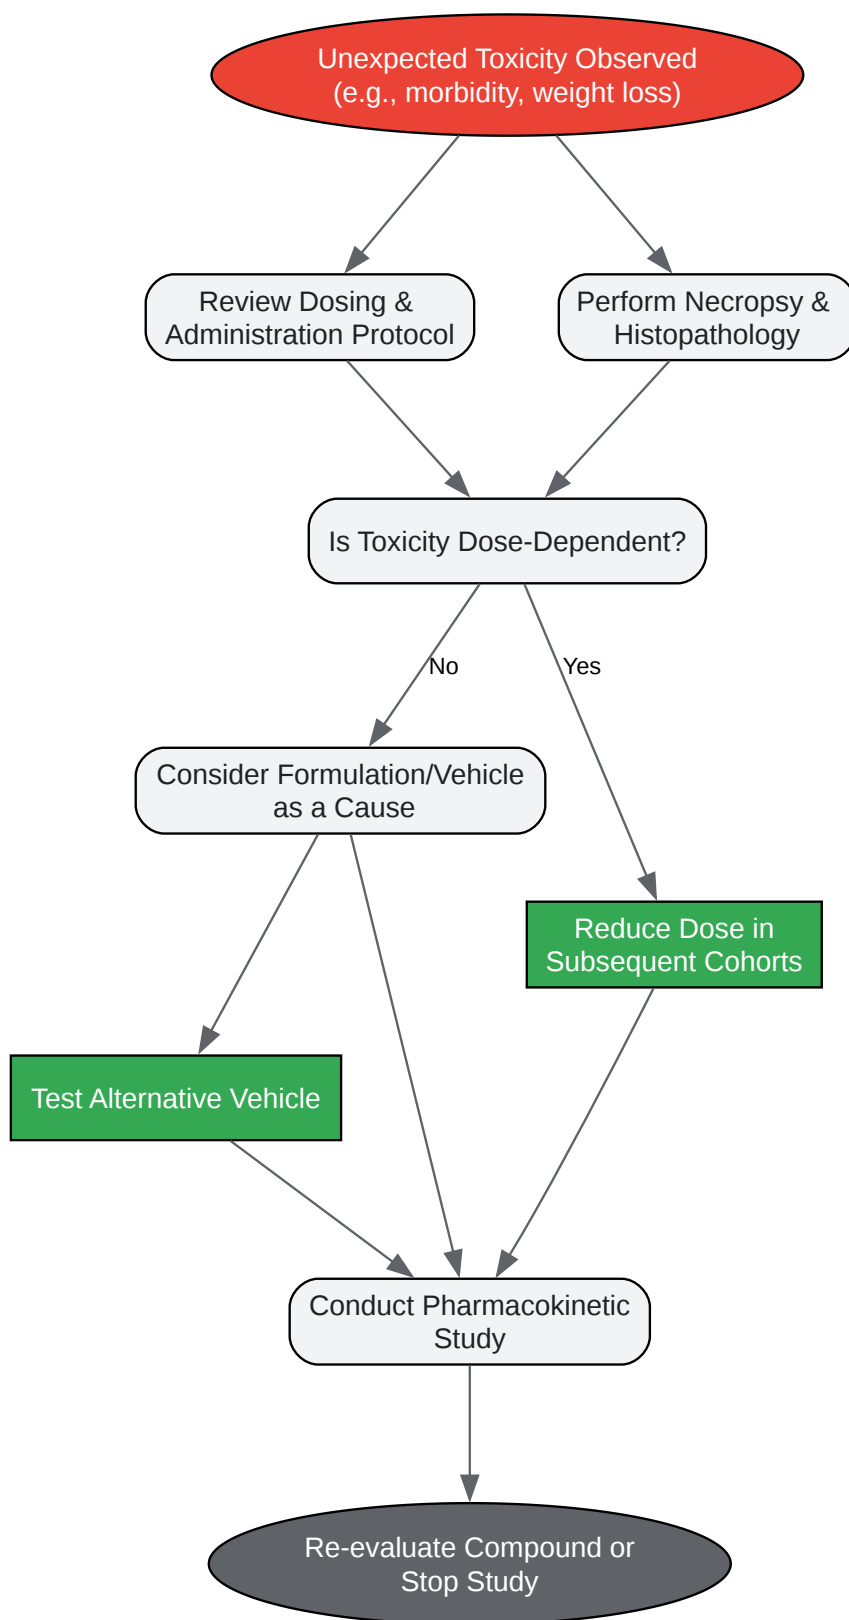 Unexpected Toxicity Observed
(e.g., morbidity, weight loss)
Review Dosing &
Administration Protocol
Perform Necropsy &
Histopathology
Is Toxicity Dose-Dependent?
No
Yes
Consider Formulation/Vehicle
as a Cause
Reduce Dose in
Subsequent Cohorts
Test Alternative Vehicle
Conduct Pharmacokinetic
Study
Re-evaluate Compound or
Stop Study